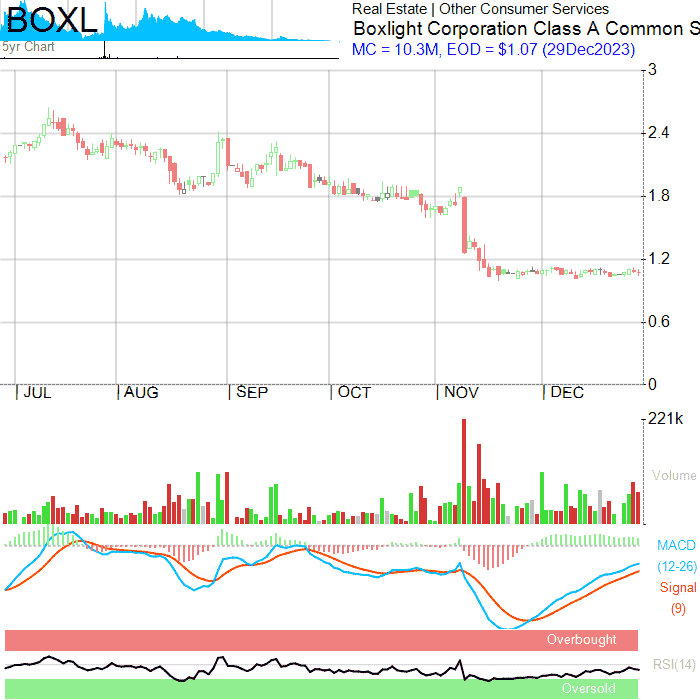 BOXL
5yr Chart
Real Estate | Other Consumer Services
Boxlight Corporation Class A Common S
MC = 10.3M, EOD = $1.07 (29Dec2023)
3
2.4
1.8
1.2
0.6
0
JUL AUG SEP OCT NOV DEC
221k
Volume
MACD
(12-26)
Signal
(9)
Overbought
RSI(14)
Oversold